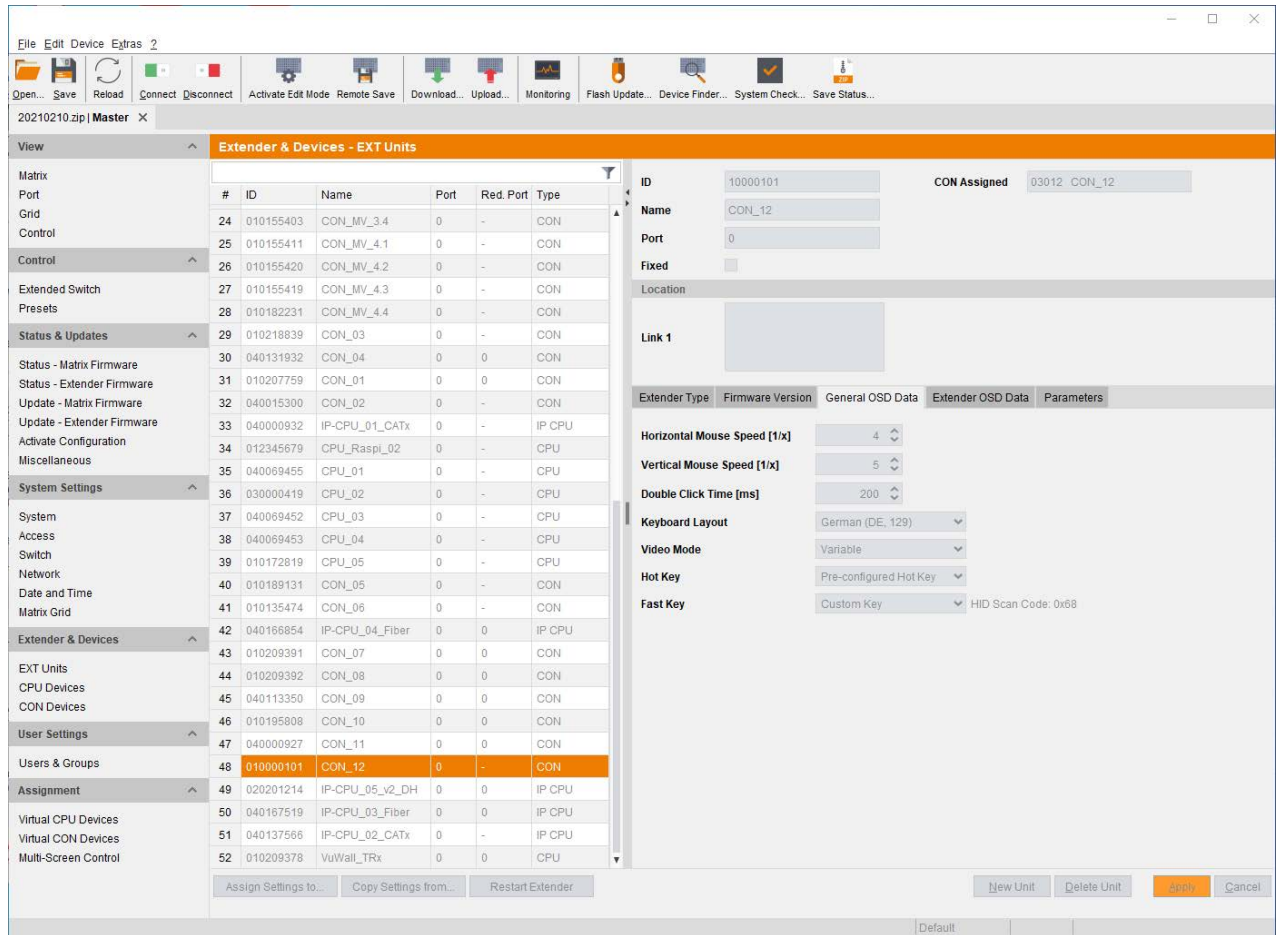 File Edit Device Extras ?
Open... Save Reload Connect Disconnect Activate Edit Mode Remote Save Download... Upload... Monitoring Flash Update... Device Finder... System Check... Save Status...
20210210.zip | Master X
View
Matrix
Port
Grid
Control
Control
Extended Switch
Presets
Status & Updates
Status - Matrix Firmware
Status - Extender Firmware
Update - Matrix Firmware
Update - Extender Firmware
Activate Configuration
Miscellaneous
System Settings
System
Access
Switch
Network
Date and Time
Matrix Grid
Extender & Devices
EXT Units
CPU Devices
CON Devices
User Settings
Users & Groups
Assignment
Virtual CPU Devices
Virtual CON Devices
Multi-Screen Control
Extender & Devices - EXT Units
# ID Name Port Red. Port Type
24 010155403 CON_MV_3.4 0 - CON
25 010155411 CON_MV_4.1 0 - CON
26 010155420 CON_MV_4.2 0 - CON
27 010155419 CON_MV_4.3 0 - CON
28 010182231 CON_MV_4.4 0 - CON
29 010218839 CON_03 0 - CON
30 040131932 CON_04 0 0 CON
31 010207759 CON_01 0 0 CON
32 040015300 CON_02 0 - CON
33 040000932 IP-CPU_01_CATx 0 - IP CPU
34 012345679 CPU_Raspi_02 0 - CPU
35 040069455 CPU_01 0 - CPU
36 030000419 CPU_02 0 - CPU
37 040069452 CPU_03 0 - CPU
38 040069453 CPU_04 0 - CPU
39 010172819 CPU_05 0 - CPU
40 010189131 CON_05 0 - CON
41 010135474 CON_06 0 - CON
42 040166854 IP-CPU_04_Fiber 0 0 IP CPU
43 010209391 CON_07 0 0 CON
44 010209392 CON_08 0 0 CON
45 040113350 CON_09 0 0 CON
46 010195808 CON_10 0 0 CON
47 040000927 CON_11 0 0 CON
48 010000101 CON_12 0 - CON
49 020201214 IP-CPU_05_v2_DH 0 0 IP CPU
50 040167519 IP-CPU_03_Fiber 0 0 IP CPU
51 040137566 IP-CPU_02_CATx 0 - IP CPU
52 010209378 VuWall_TRx 0 0 CPU
Assign Settings to... Copy Settings from... Restart Extender
ID 10000101 CON Assigned 03012 CON_12
Name CON_12
Port 0
Fixed
Location
Link 1
Extender Type Firmware Version General OSD Data Extender OSD Data Parameters
Horizontal Mouse Speed [1/x] 4
Vertical Mouse Speed [1/x] 5
Double Click Time [ms] 200
Keyboard Layout German (DE, 129)
Video Mode Variable
Hot Key Pre-configured Hot Key
Fast Key Custom Key HID Scan Code: 0x68
New Unit Delete Unit Apply Cancel
Default